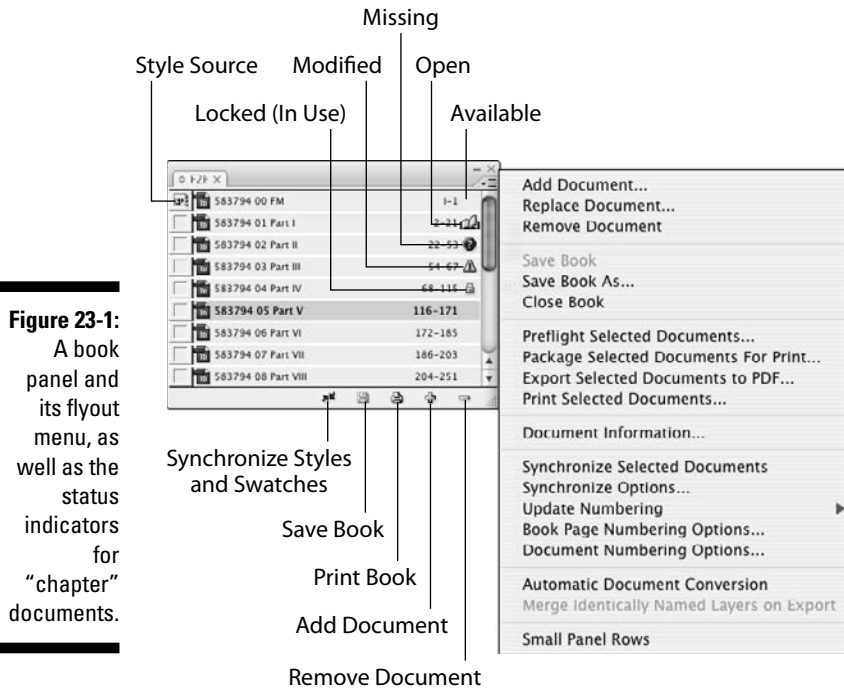 Missing
Style Source Modified Open
Locked (In Use) Available
583794 00 FM I-1
583794 01 Part I 2-21
583794 02 Part II 22-53
583794 03 Part III 54-67
583794 04 Part IV 68-115
583794 05 Part V 116-171
583794 06 Part VI 172-185
583794 07 Part VII 186-203
583794 08 Part VIII 204-251
Add Document...
Replace Document...
Remove Document
Save Book
Save Book As...
Close Book
Preflight Selected Documents...
Package Selected Documents For Print...
Export Selected Documents to PDF...
Print Selected Documents...
Document Information...
Synchronize Selected Documents
Synchronize Options...
Update Numbering
Book Page Numbering Options...
Document Numbering Options...
Automatic Document Conversion
Merge Identically Named Layers on Export
Small Panel Rows
Synchronize Styles
and Swatches
Save Book
Print Book
Add Document
Remove Document
Figure 23-1:
A book
panel and
its flyout
menu, as
well as the
status
indicators
for
“chapter”
documents.